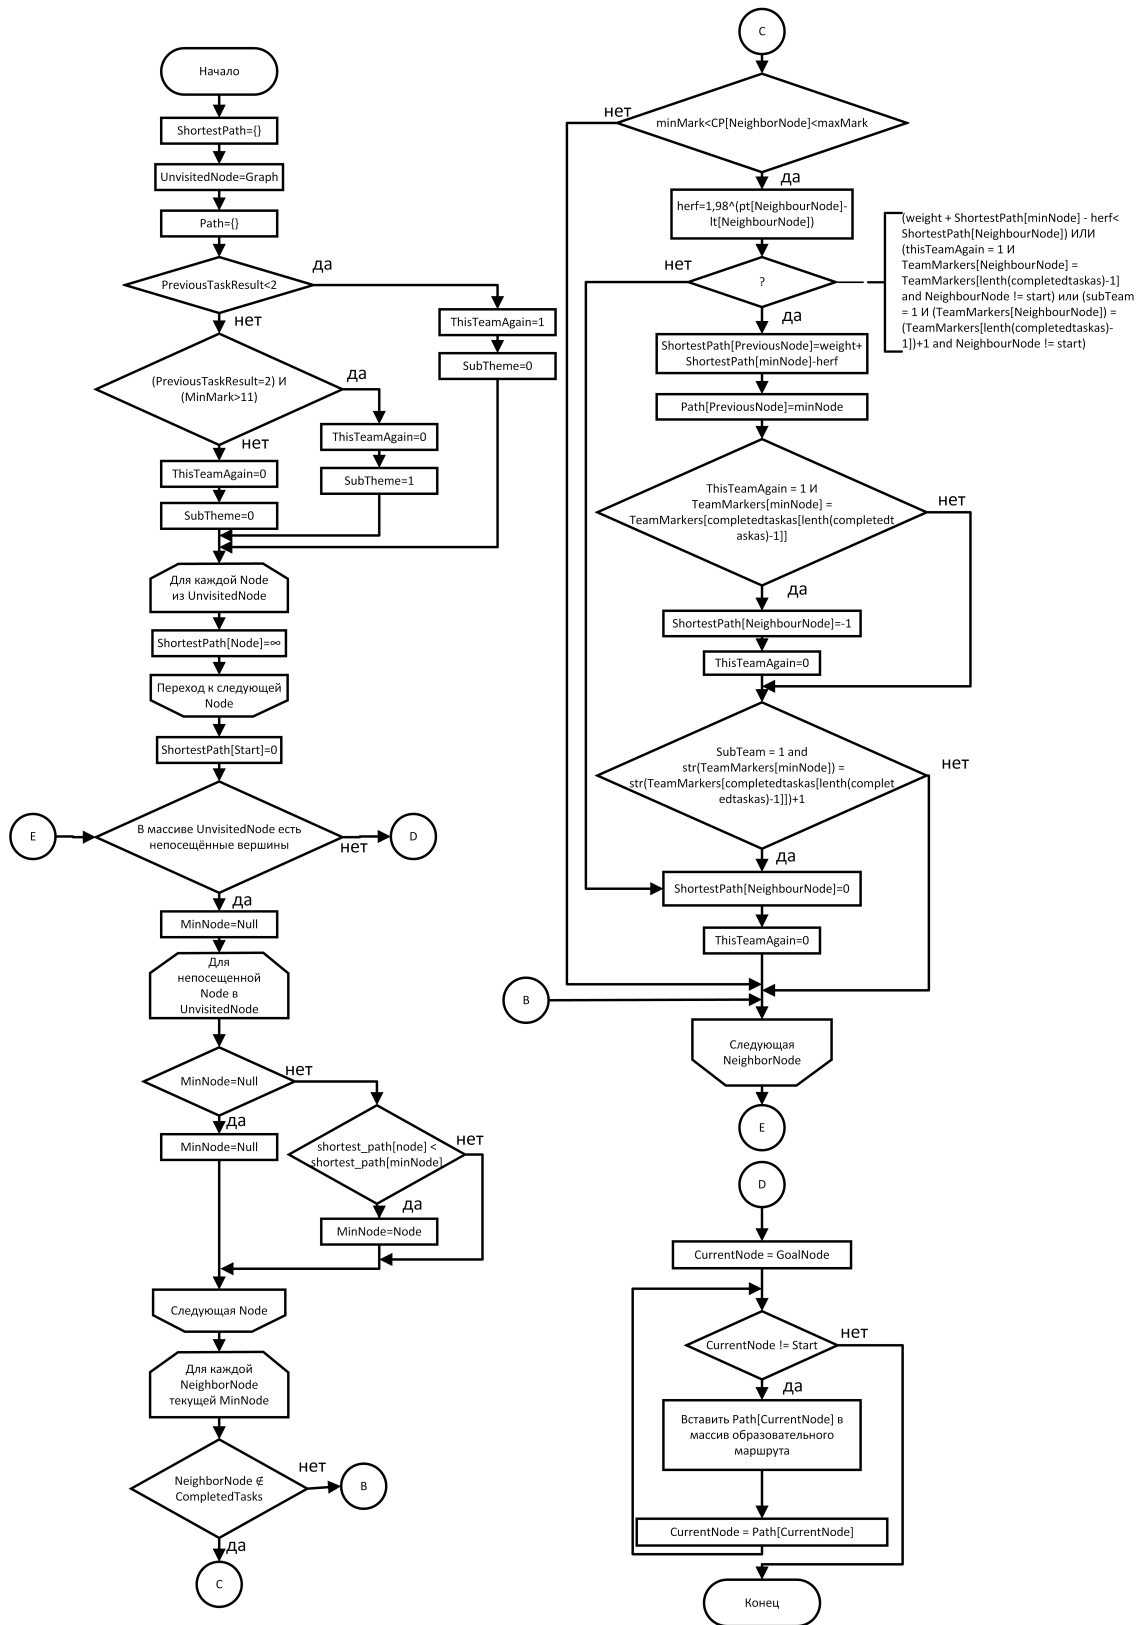 Начало
ShortestPath={}
UnvisitedNode=Graph
Path={}
PreviousTaskResult<2
да
нет
ThisTeamAgain=1
SubTheme=0
(PreviousTaskResult=2) И
(MinMark>11)
да
нет
ThisTeamAgain=0
SubTheme=1
ThisTeamAgain=0
SubTheme=0
Для каждой Node
из UnvisitedNode
ShortestPath[Node]=∞
Переход к следующей
Node
ShortestPath[Start]=0
E
В массиве UnvisitedNode есть
непосещённые вершины
нет
D
да
MinNode=Null
Для
непосещенной
Node в
UnvisitedNode
MinNode=Null
нет
да
MinNode=Null
shortest_path[node] <
shortest_path[minNode]
нет
да
MinNode=Node
Следующая Node
Для каждой
NeighborNode
текущей MinNode
NeighborNode ∉
CompletedTasks
нет
B
да
C
C
нет
minMark<CP[NeighborNode]<maxMark
да
herf=1,98^(pt[NeighbourNode]-
lt[NeighbourNode])
нет
?
(weight + ShortestPath[minNode] - herf<
ShortestPath[NeighbourNode]) ИЛИ
(thisTeamAgain = 1 И
TeamMarkers[NeighbourNode] =
TeamMarkers[lenth(completedtaskas)-1]
and NeighbourNode != start) или (subTeam
= 1 И (TeamMarkers[NeighbourNode]) =
(TeamMarkers[lenth(completedtaskas)-
1])+1 and NeighbourNode != start)
да
ShortestPath[PreviousNode]=weight+
ShortestPath[minNode]-herf
Path[PreviousNode]=minNode
ThisTeamAgain = 1 И
TeamMarkers[minNode] =
TeamMarkers[completedtaskas[lenth(completedt
askas)-1]]
нет
да
ShortestPath[NeighbourNode]=-1
ThisTeamAgain=0
SubTeam = 1 and
str(TeamMarkers[minNode]) =
str(TeamMarkers[completedtaskas[lenth(complet
edtaskas)-1]])+1
нет
да
ShortestPath[NeighbourNode]=0
ThisTeamAgain=0
B
Следующая
NeighborNode
E
D
CurrentNode = GoalNode
CurrentNode != Start
нет
да
Вставить Path[CurrentNode] в
массив образовательного
маршрута
CurrentNode = Path[CurrentNode]
Конец